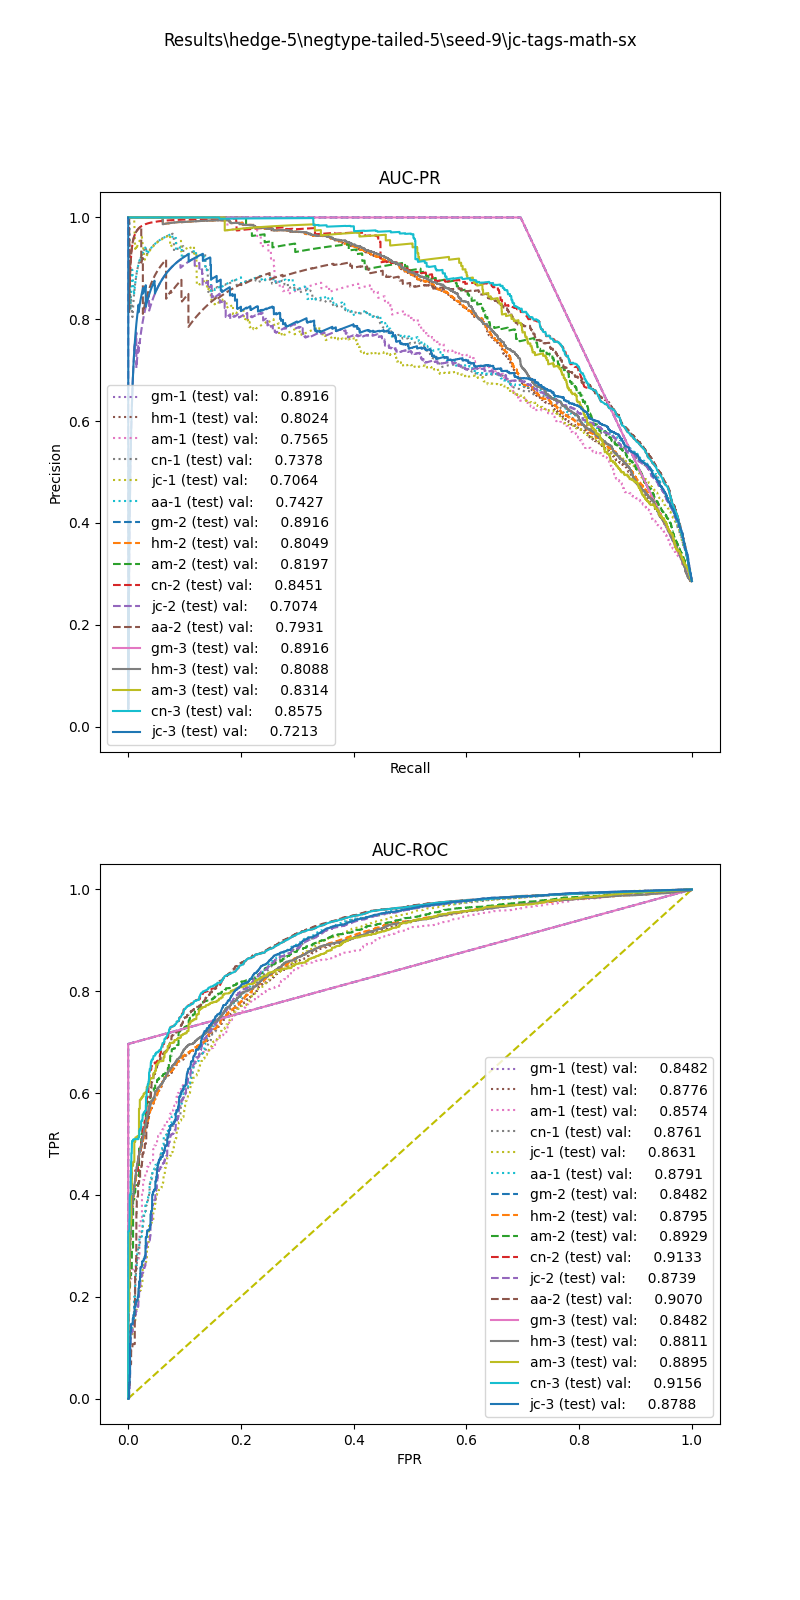 Results\hedge-5\negtype-tailed-5\seed-9\jc-tags-math-sx
AUC-PR
1.0
0.8
0.6
0.4
0.2
0.0
Precision
gm-1 (test) val: 0.8916
hm-1 (test) val: 0.8024
am-1 (test) val: 0.7565
cn-1 (test) val: 0.7378
jc-1 (test) val: 0.7064
aa-1 (test) val: 0.7427
gm-2 (test) val: 0.8916
hm-2 (test) val: 0.8049
am-2 (test) val: 0.8197
cn-2 (test) val: 0.8451
jc-2 (test) val: 0.7074
aa-2 (test) val: 0.7931
gm-3 (test) val: 0.8916
hm-3 (test) val: 0.8088
am-3 (test) val: 0.8314
cn-3 (test) val: 0.8575
jc-3 (test) val: 0.7213
Recall
AUC-ROC
1.0
0.8
0.6
0.4
0.2
0.0
TPR
gm-1 (test) val: 0.8482
hm-1 (test) val: 0.8776
am-1 (test) val: 0.8574
cn-1 (test) val: 0.8761
jc-1 (test) val: 0.8631
aa-1 (test) val: 0.8791
gm-2 (test) val: 0.8482
hm-2 (test) val: 0.8795
am-2 (test) val: 0.8929
cn-2 (test) val: 0.9133
jc-2 (test) val: 0.8739
aa-2 (test) val: 0.9070
gm-3 (test) val: 0.8482
hm-3 (test) val: 0.8811
am-3 (test) val: 0.8895
cn-3 (test) val: 0.9156
jc-3 (test) val: 0.8788
0.0 0.2 0.4 0.6 0.8 1.0
FPR